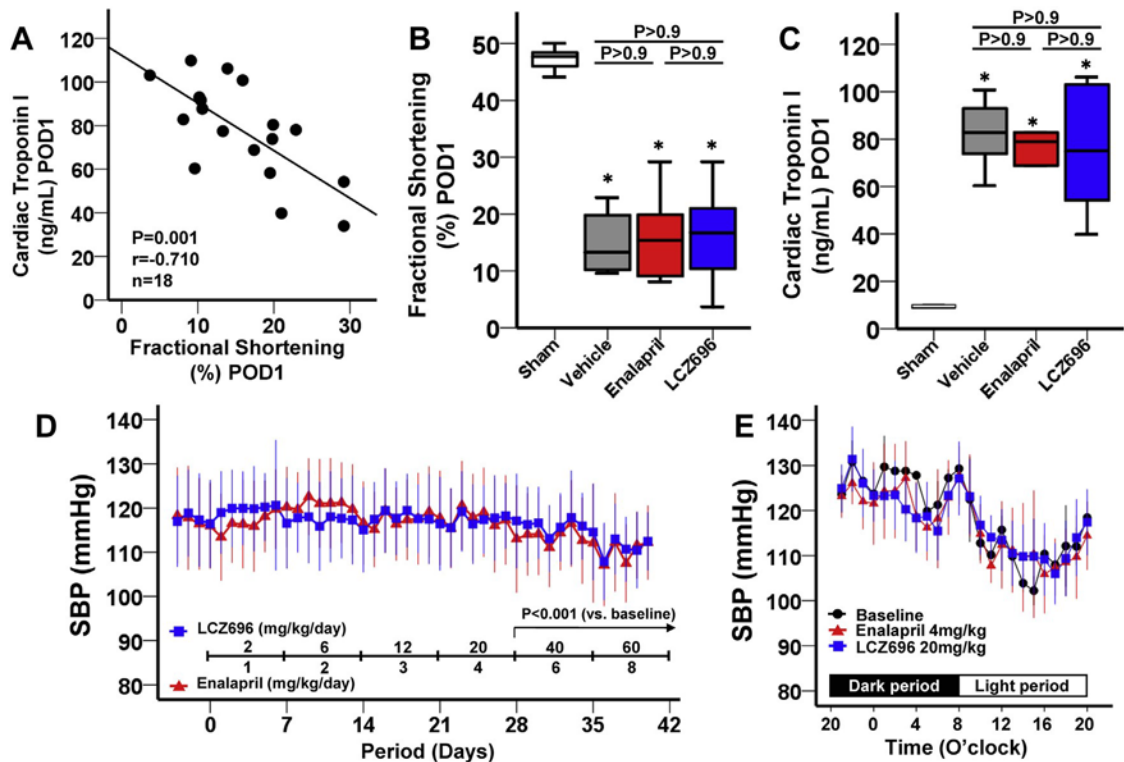 A
Cardiac Troponin I
(ng/mL) POD1
120
100
80
60
40
20
0
P=0.001
r=-0.710
n=18
0 10 20 30
Fractional Shortening
(%) POD1
B
Fractional Shortening
(%) POD1
50
40
30
20
10
0
P>0.9
P>0.9 P>0.9
* * *
Sham Vehicle Enalapril LCZ696
C
Cardiac Troponin I
(ng/mL) POD1
120
100
80
60
40
20
0
P>0.9
P>0.9 P>0.9
* * *
Sham Vehicle Enalapril LCZ696
D
SBP (mmHg)
140
130
120
110
100
90
80
P<0.001 (vs. baseline)
LCZ696 (mg/kg/day)
2 6 12 20 40 60
1 2 3 4 6 8
Enalapril (mg/kg/day)
0 7 14 21 28 35 42
Period (Days)
E
SBP (mmHg)
140
130
120
110
100
90
80
Baseline
Enalapril 4mg/kg
LCZ696 20mg/kg
Dark period Light period
20 0 4 8 12 16 20
Time (O'clock)